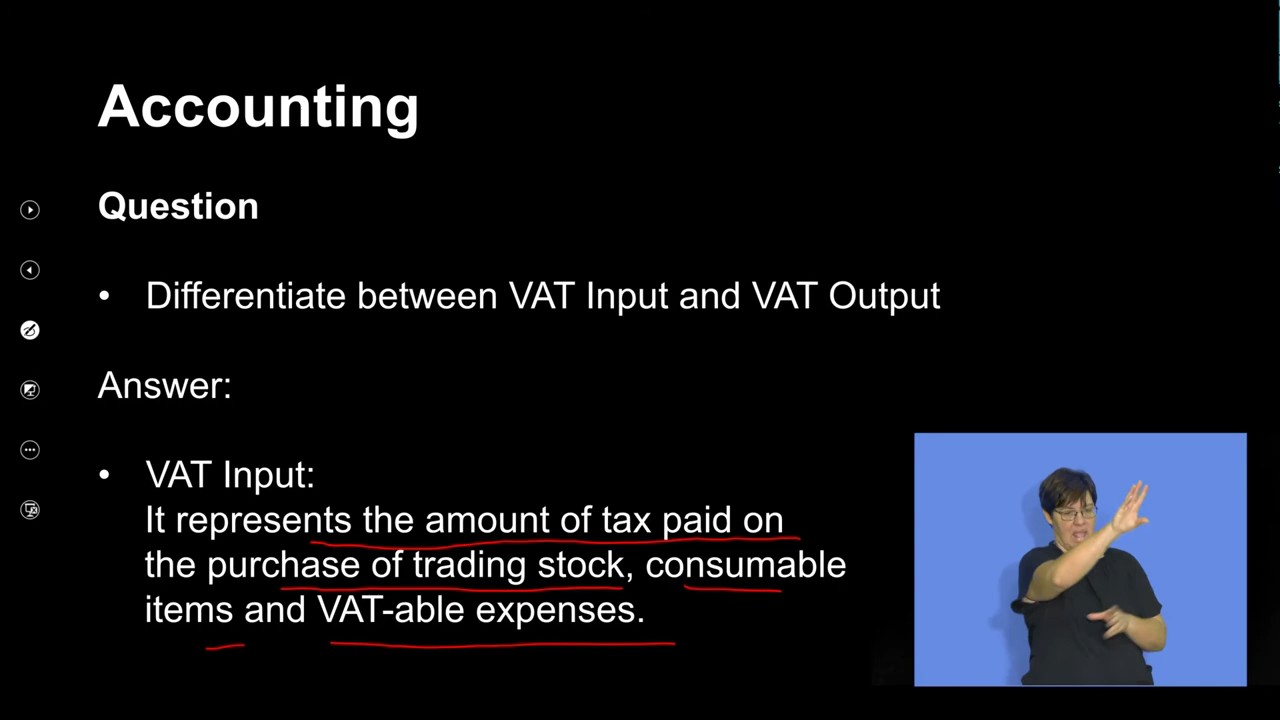 Accounting
Question
• Differentiate between VAT Input and VAT Output
Answer:
• VAT Input:
It represents the amount of tax paid on
the purchase of trading stock, consumable
items and VAT-able expenses.